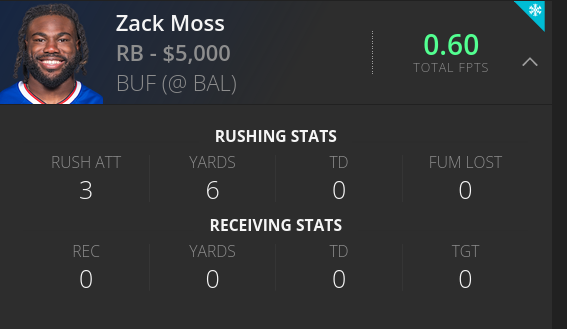 Zack Moss
RB - $5,000
BUF (@ BAL)
0.60
TOTAL FPTS
RUSHING STATS
RUSH ATT YARDS TD FUM LOST
3 6 0 0
RECEIVING STATS
REC YARDS TD TGT
0 0 0 0